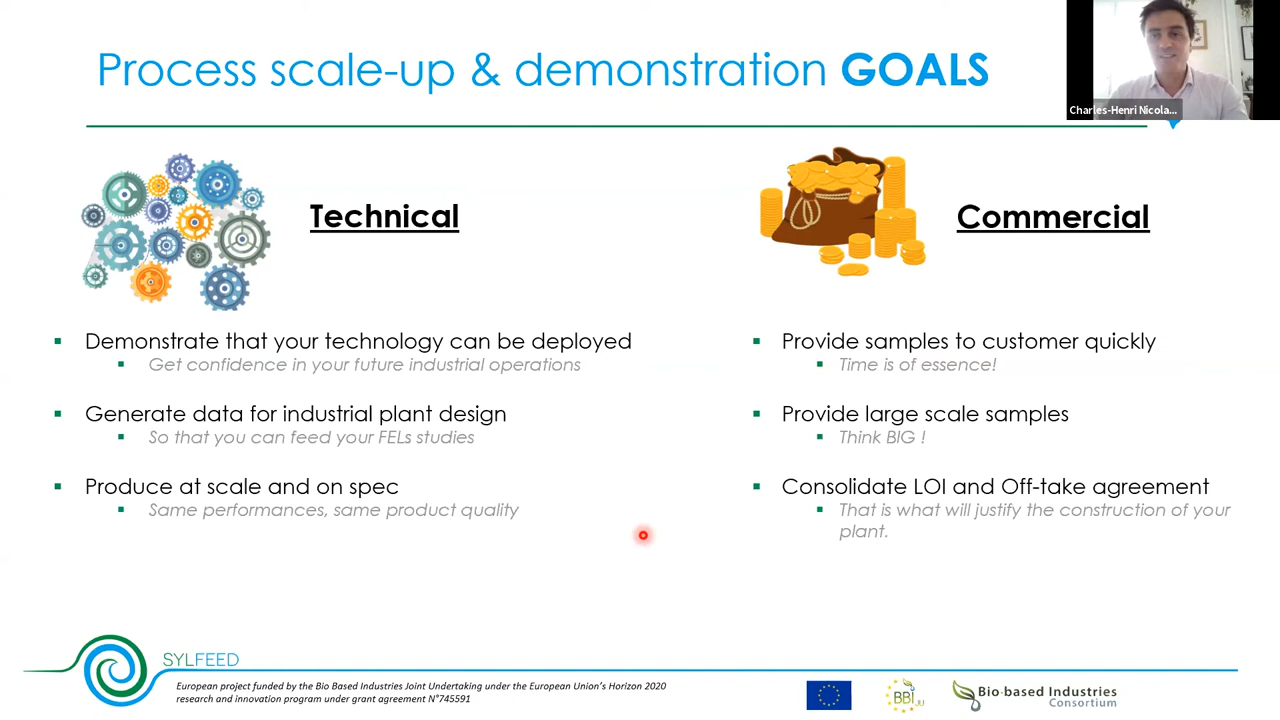 Process scale-up & demonstration GOALS
Charles-Henri Nicola...
Technical
Demonstrate that your technology can be deployed
Get confidence in your future industrial operations
Generate data for industrial plant design
So that you can feed your FELs studies
Produce at scale and on spec
Same performances, same product quality
Commercial
Provide samples to customer quickly
Time is of essence!
Provide large scale samples
Think BIG !
Consolidate LOI and Off-take agreement
That is what will justify the construction of your
plant.
SYLFEED
European project funded by the Bio Based Industries Joint Undertaking under the European Union's Horizon 2020
research and innovation program under grant agreement N°745591
BBI JU
Bio-based Industries
Consortium